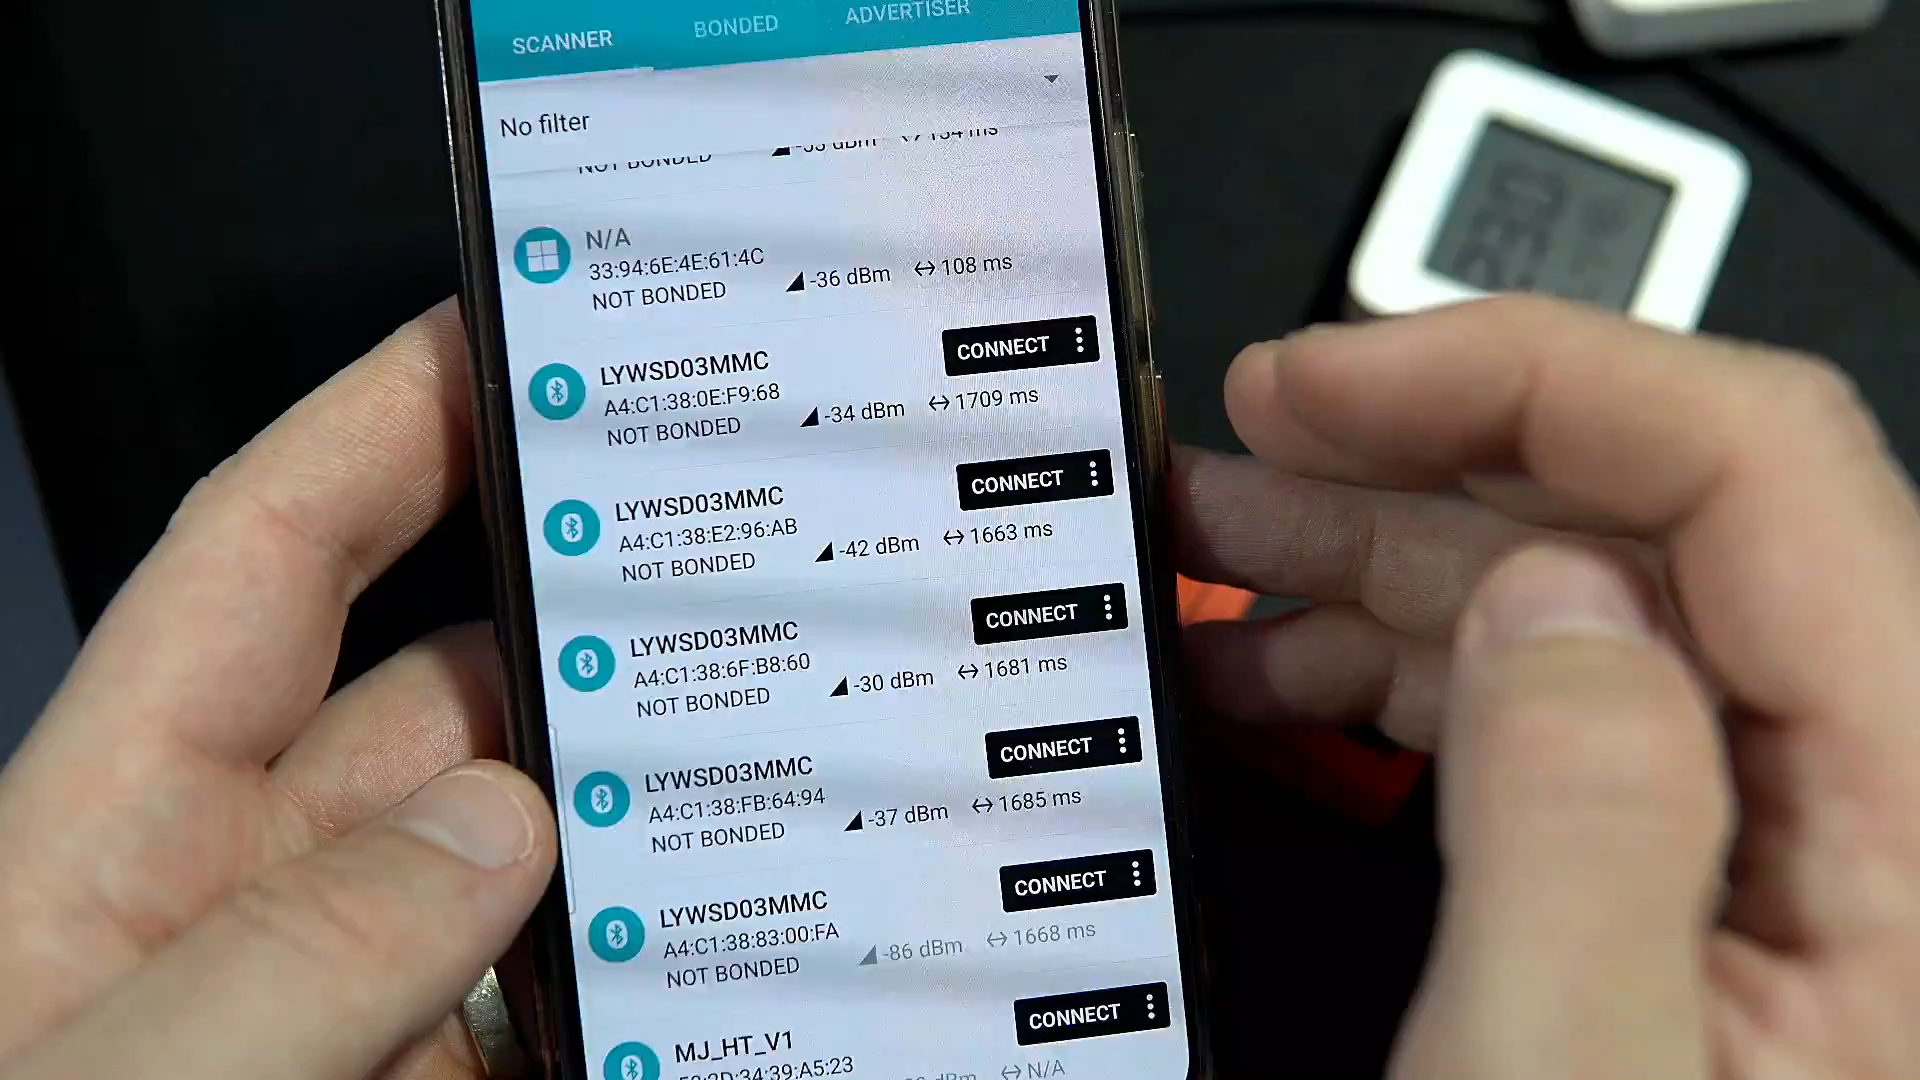 SCANNER
BONDED
ADVERTISER
No filter
NOT BONDED
N/A
33:94:6E:4E:61:4C
NOT BONDED
-36 dBm
108 ms
LYWSD03MMC
CONNECT
A4:C1:38:0E:F9:68
NOT BONDED
-34 dBm
1709 ms
LYWSD03MMC
CONNECT
A4:C1:38:E2:96:AB
NOT BONDED
-42 dBm
1663 ms
LYWSD03MMC
CONNECT
A4:C1:38:6F:B8:60
NOT BONDED
-30 dBm
1681 ms
LYWSD03MMC
CONNECT
A4:C1:38:FB:64:94
NOT BONDED
-37 dBm
1685 ms
LYWSD03MMC
CONNECT
A4:C1:38:83:00:FA
NOT BONDED
-86 dBm
1668 ms
MJ_HT_V1
CONNECT
N/A